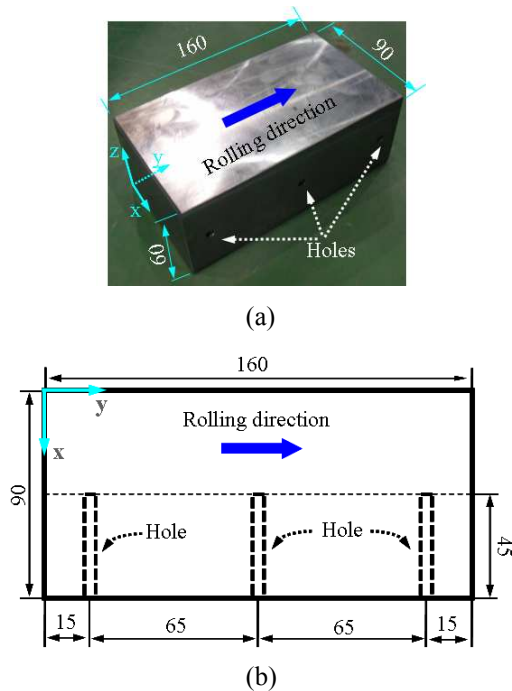 160
90
Rolling direction
z
y
x
60
Holes
(a)
160
y
Rolling direction
x
90
Hole
Hole
45
15
65
65
15
(b)